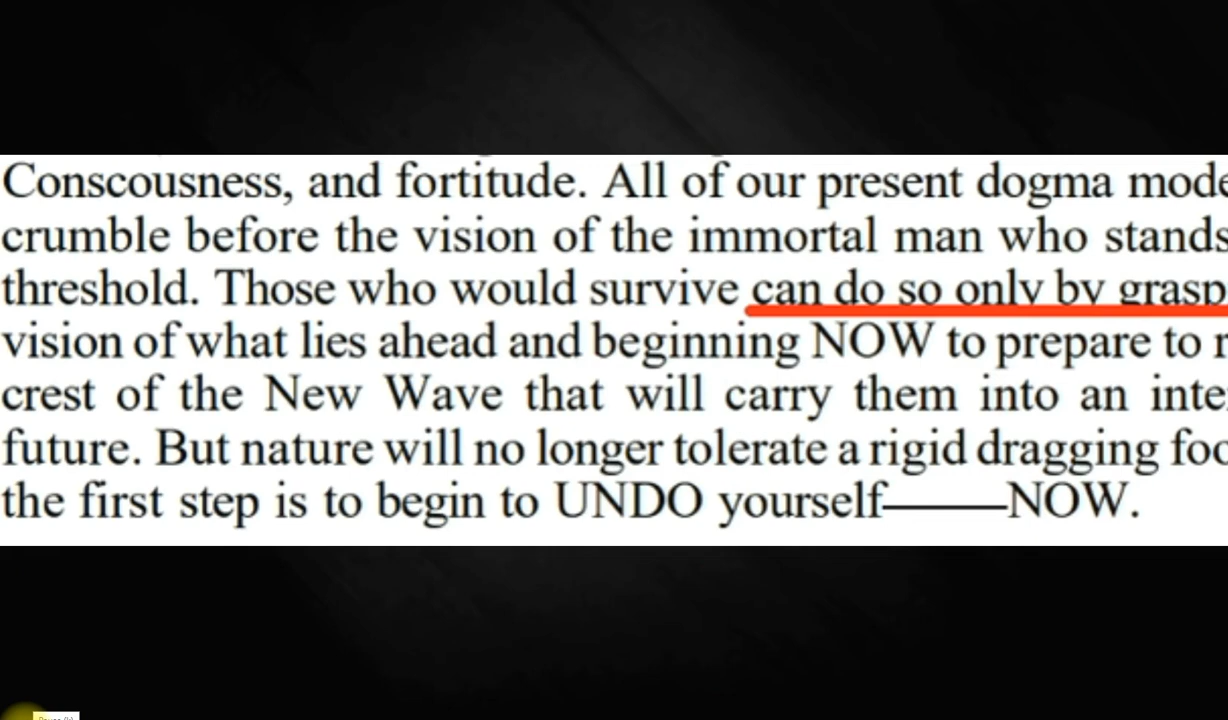 Conscousness, and fortitude. All of our present dogma mode
crumble before the vision of the immortal man who stands
threshold. Those who would survive can do so only by grasp
vision of what lies ahead and beginning NOW to prepare to r
crest of the New Wave that will carry them into an inte
future. But nature will no longer tolerate a rigid dragging foo
the first step is to begin to UNDO yourself——NOW.